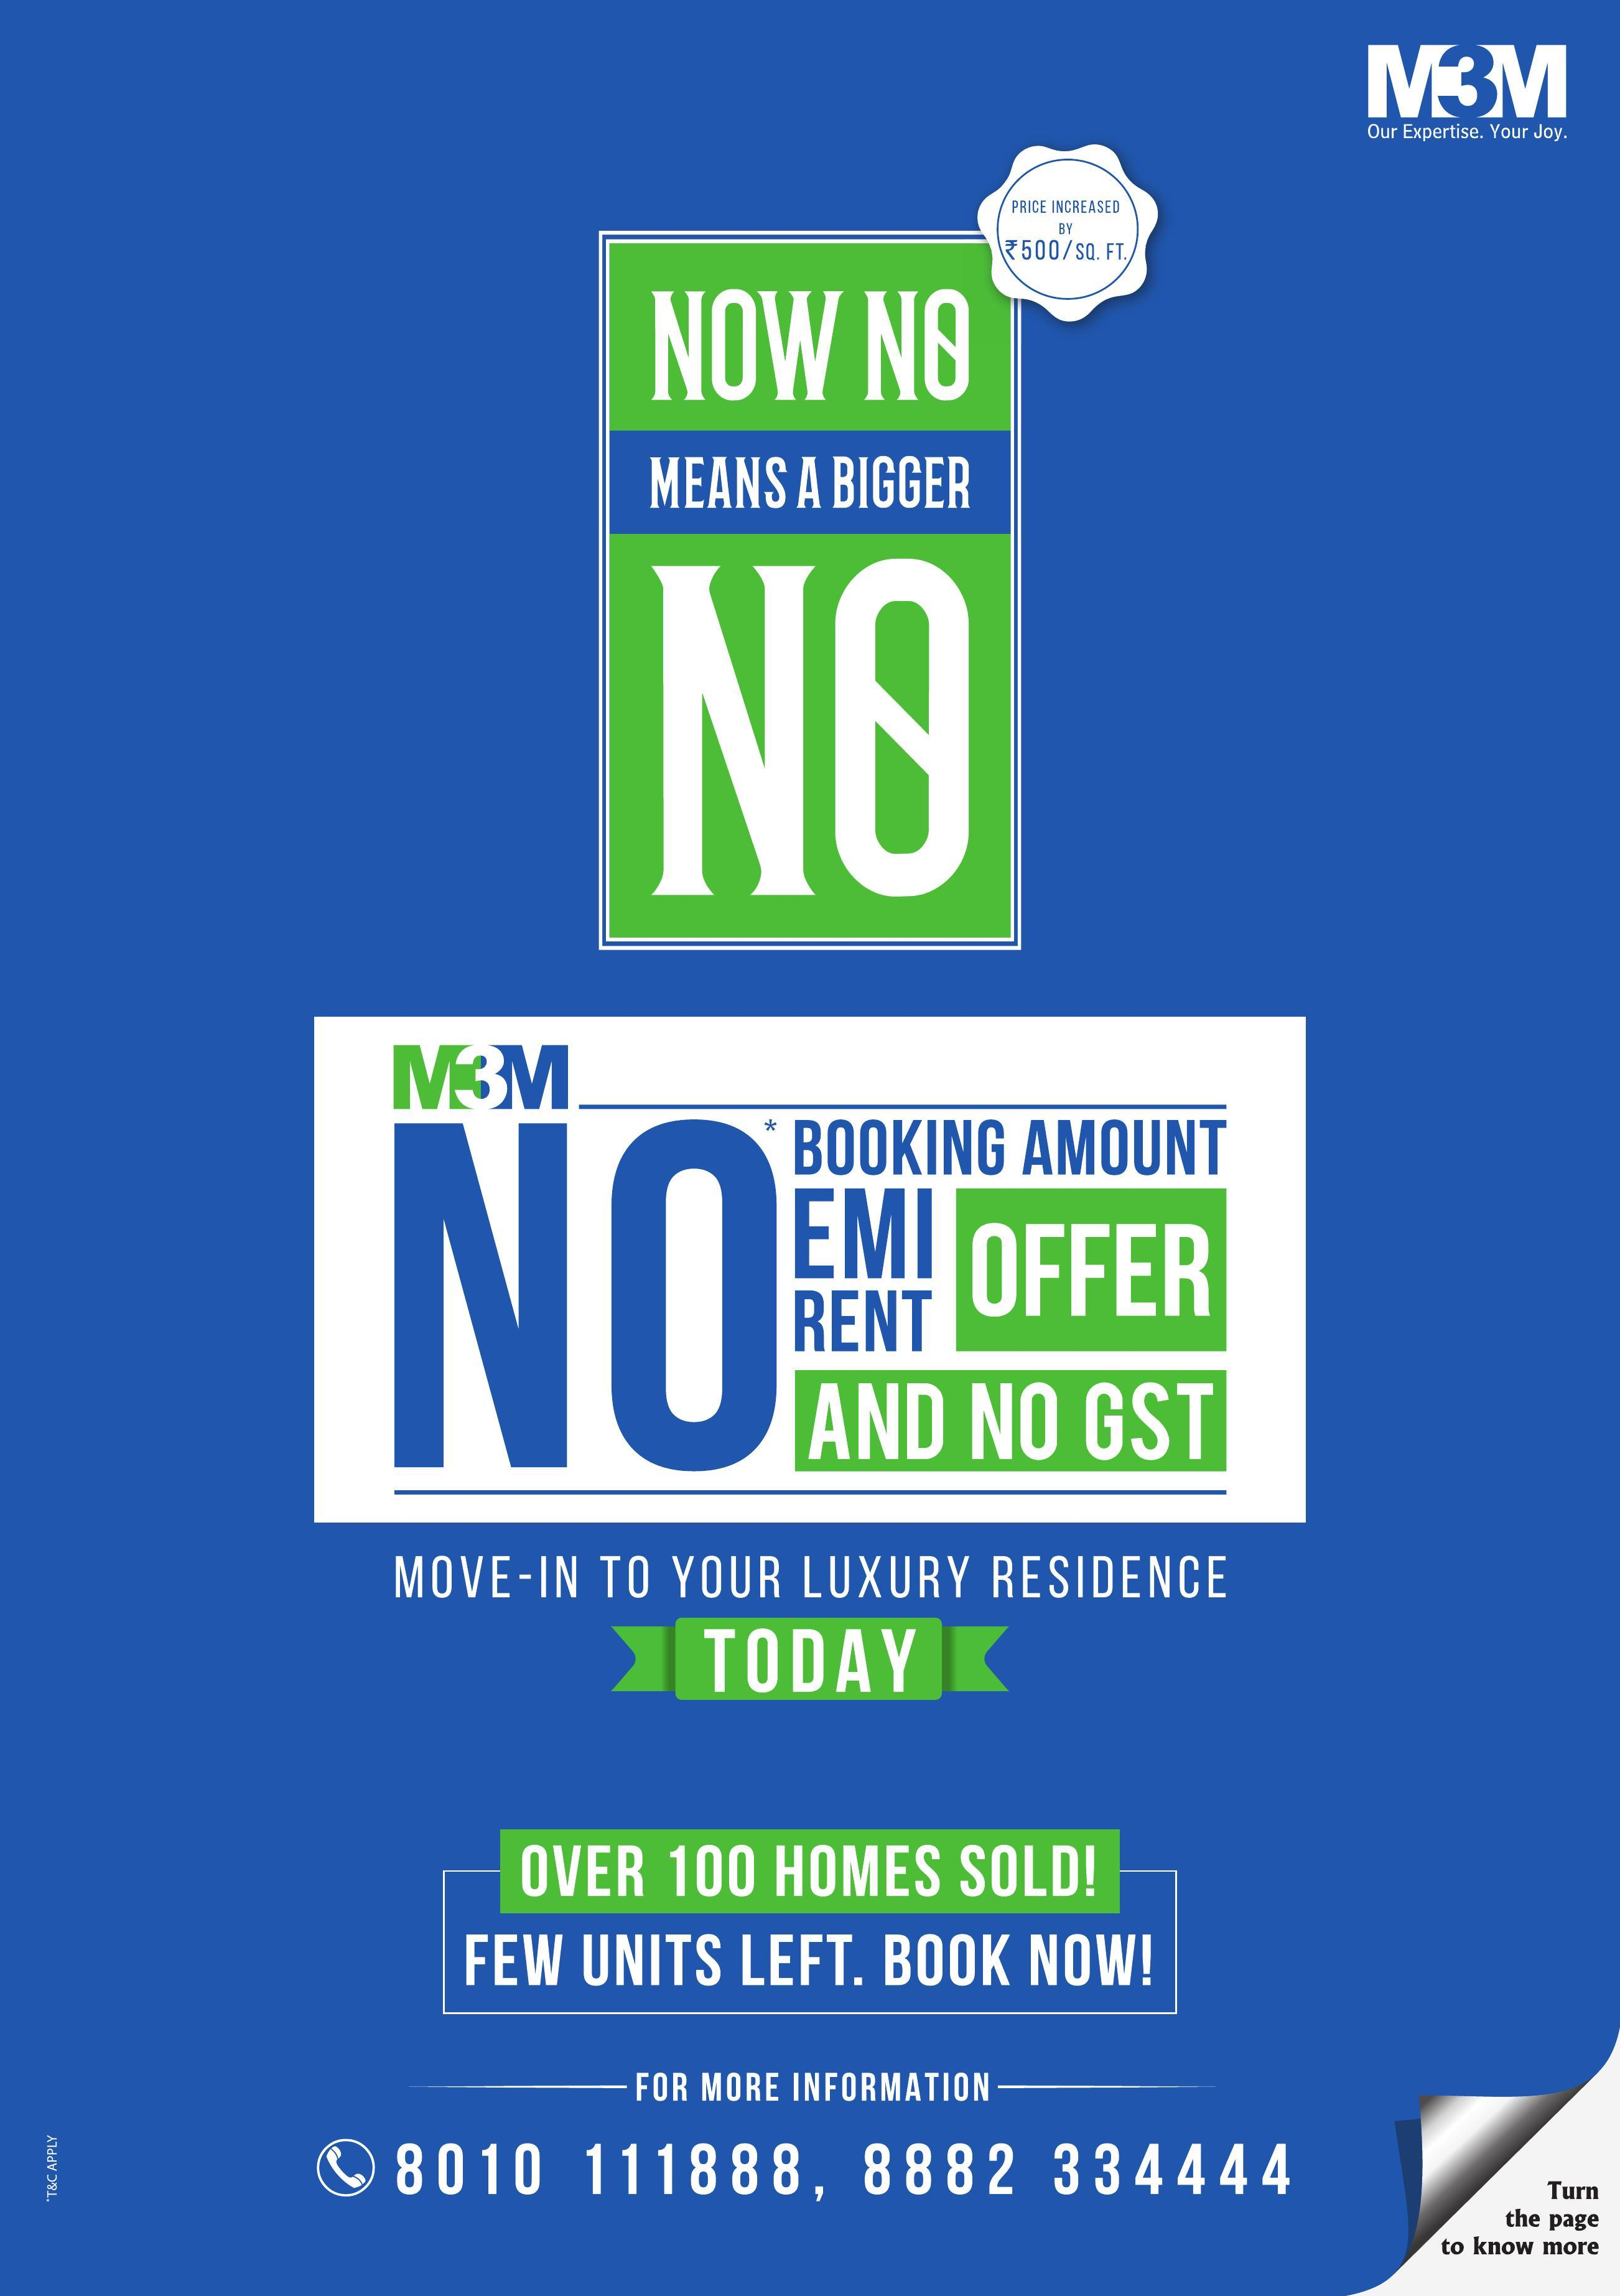 M3M
Our Expertise. Your Joy.
PRICE INCREASED
BY
₹500/SQ. FT.
NOW NO
MEANS A BIGGER
NO
M3M
NO* BOOKING AMOUNT
EMI
RENT
OFFER
AND NO GST
MOVE-IN TO YOUR LUXURY RESIDENCE
TODAY
OVER 100 HOMES SOLD!
FEW UNITS LEFT. BOOK NOW!
FOR MORE INFORMATION
8010 111888, 8882 334444
*T&C APPLY
Turn
the page
to know more